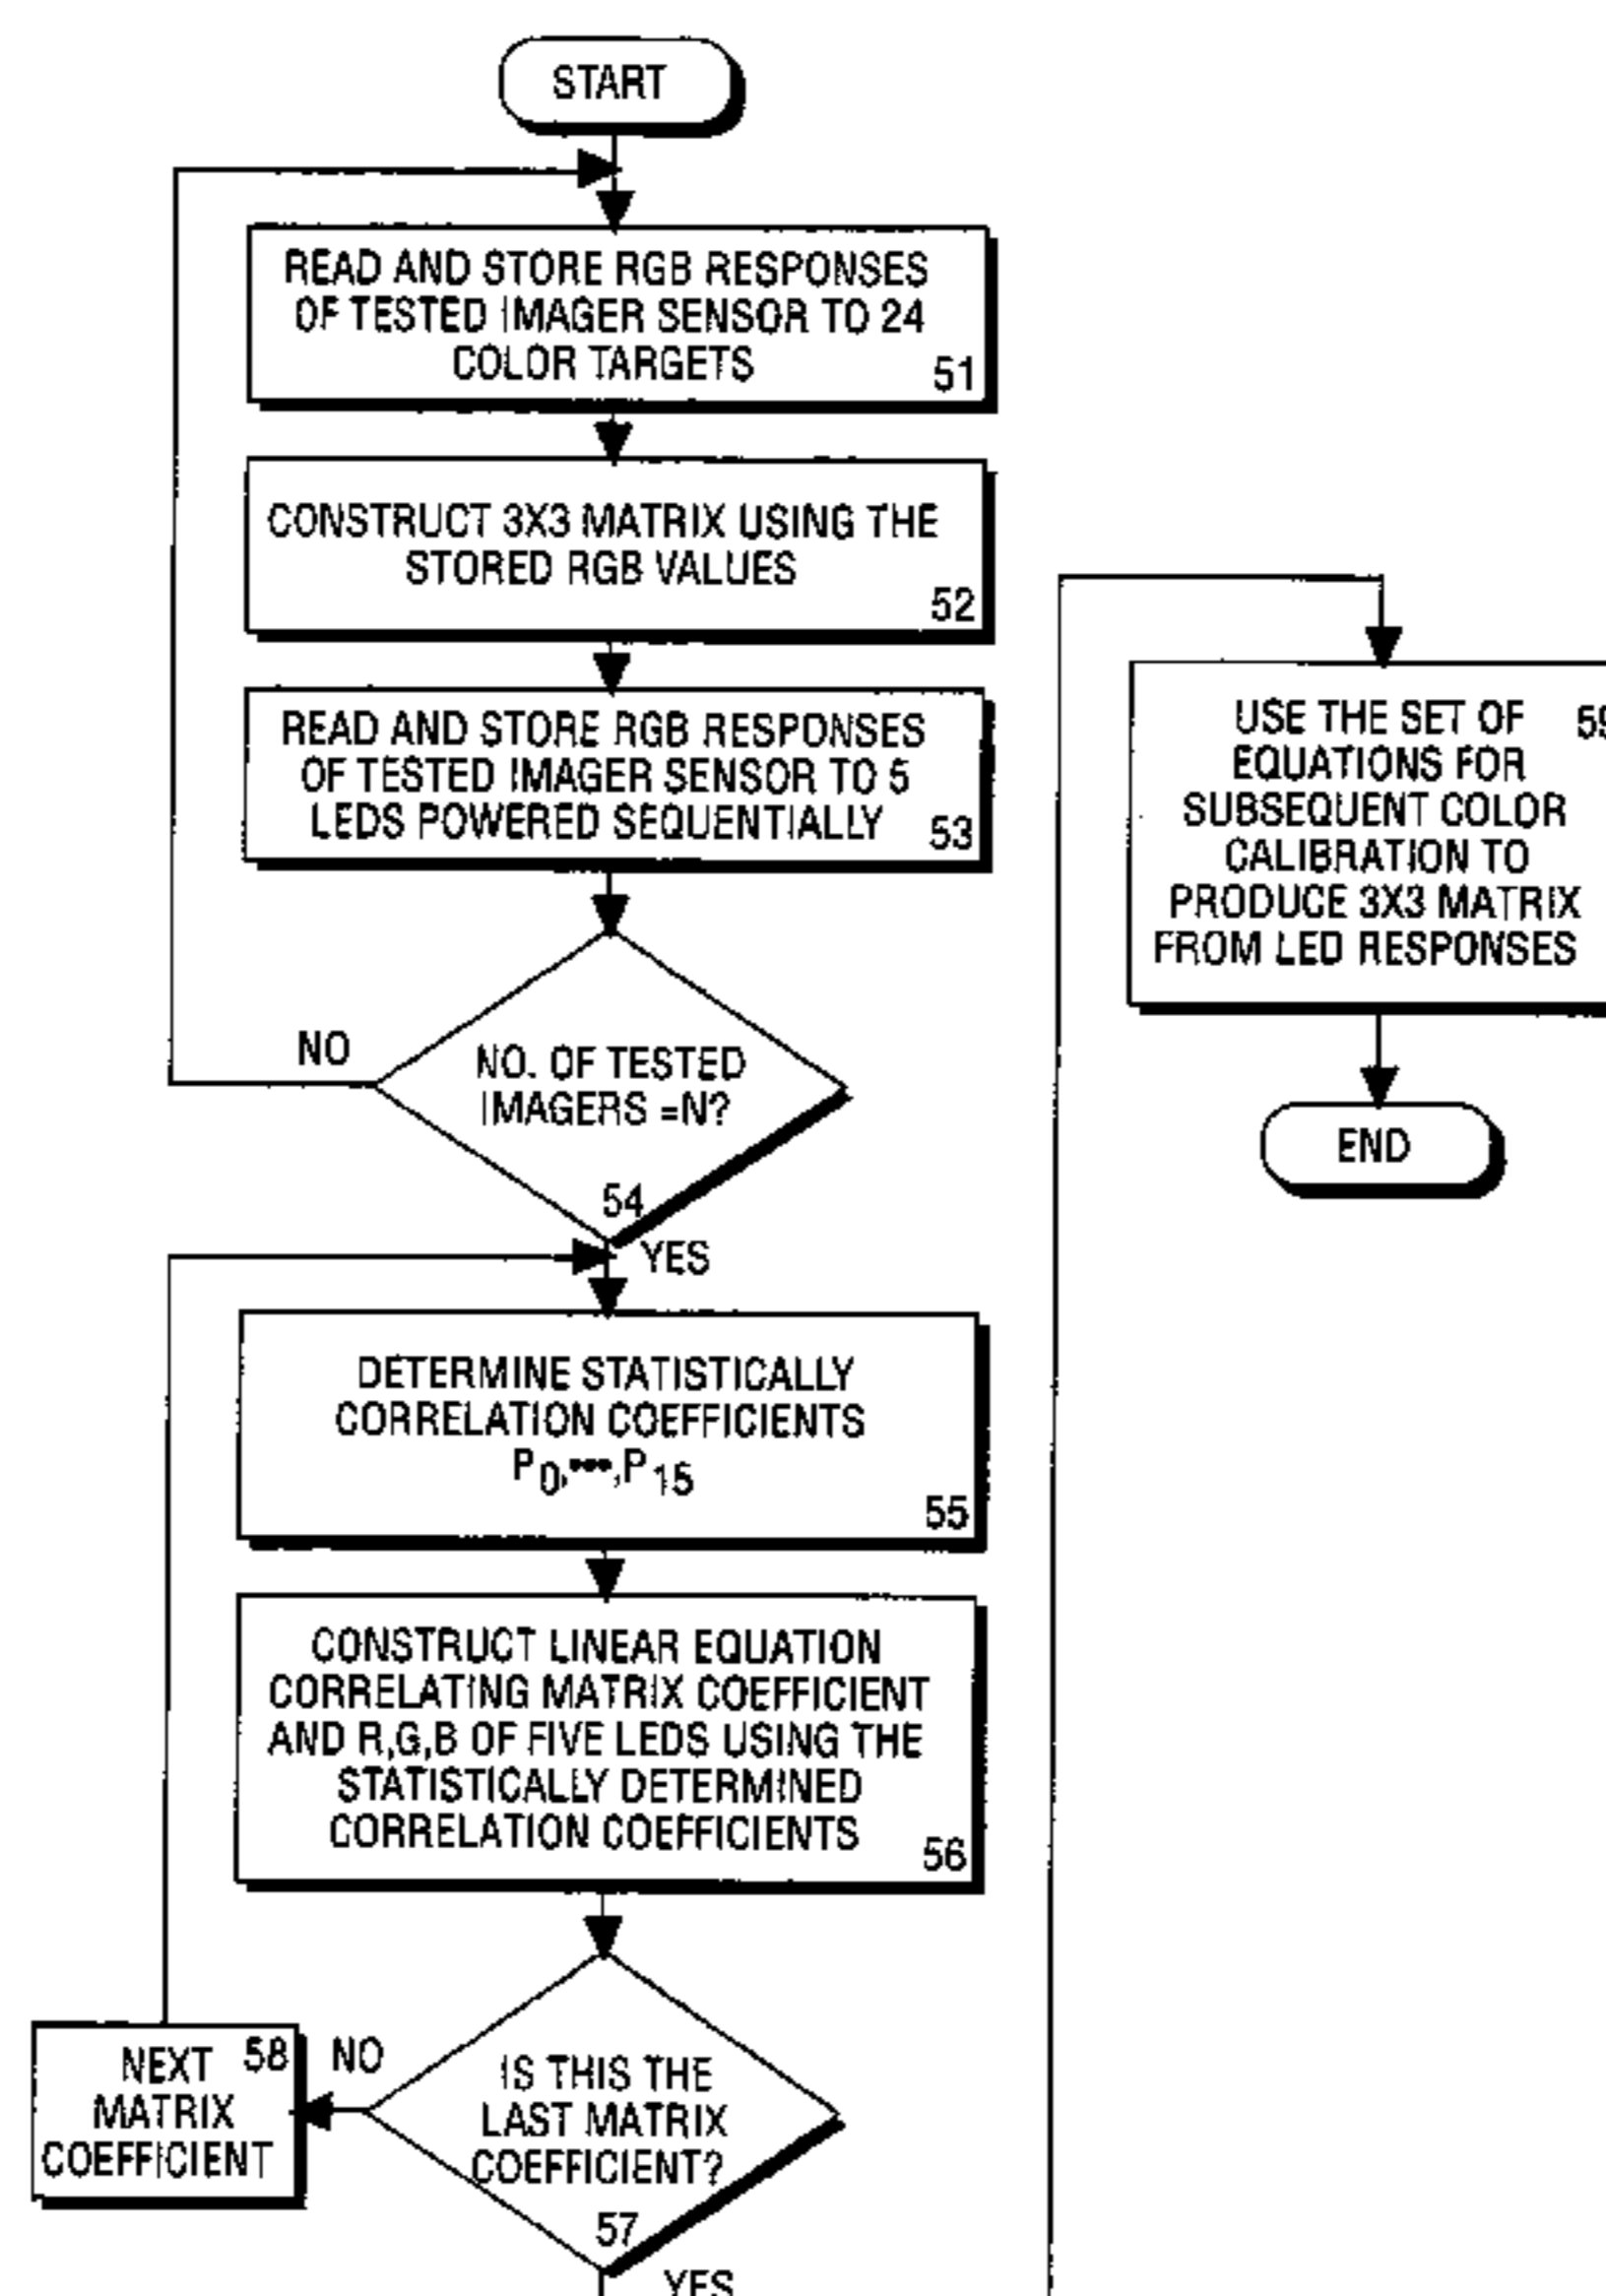 START
READ AND STORE RGB RESPONSES
OF TESTED IMAGER SENSOR TO 24
COLOR TARGETS
51
CONSTRUCT 3X3 MATRIX USING THE
STORED RGB VALUES
52
READ AND STORE RGB RESPONSES
OF TESTED IMAGER SENSOR TO 5
LEDS POWERED SEQUENTIALLY
53
NO
NO. OF TESTED
IMAGERS =N?
54
YES
DETERMINE STATISTICALLY
CORRELATION COEFFICIENTS
P0,•••,P15
55
CONSTRUCT LINEAR EQUATION
CORRELATING MATRIX COEFFICIENT
AND R,G,B OF FIVE LEDS USING THE
STATISTICALLY DETERMINED
CORRELATION COEFFICIENTS
56
IS THIS THE
LAST MATRIX
COEFFICIENT?
57
NO
YES
58
NEXT
MATRIX
COEFFICIENT
USE THE SET OF
EQUATIONS FOR
SUBSEQUENT COLOR
CALIBRATION TO
PRODUCE 3X3 MATRIX
FROM LED RESPONSES
59
END